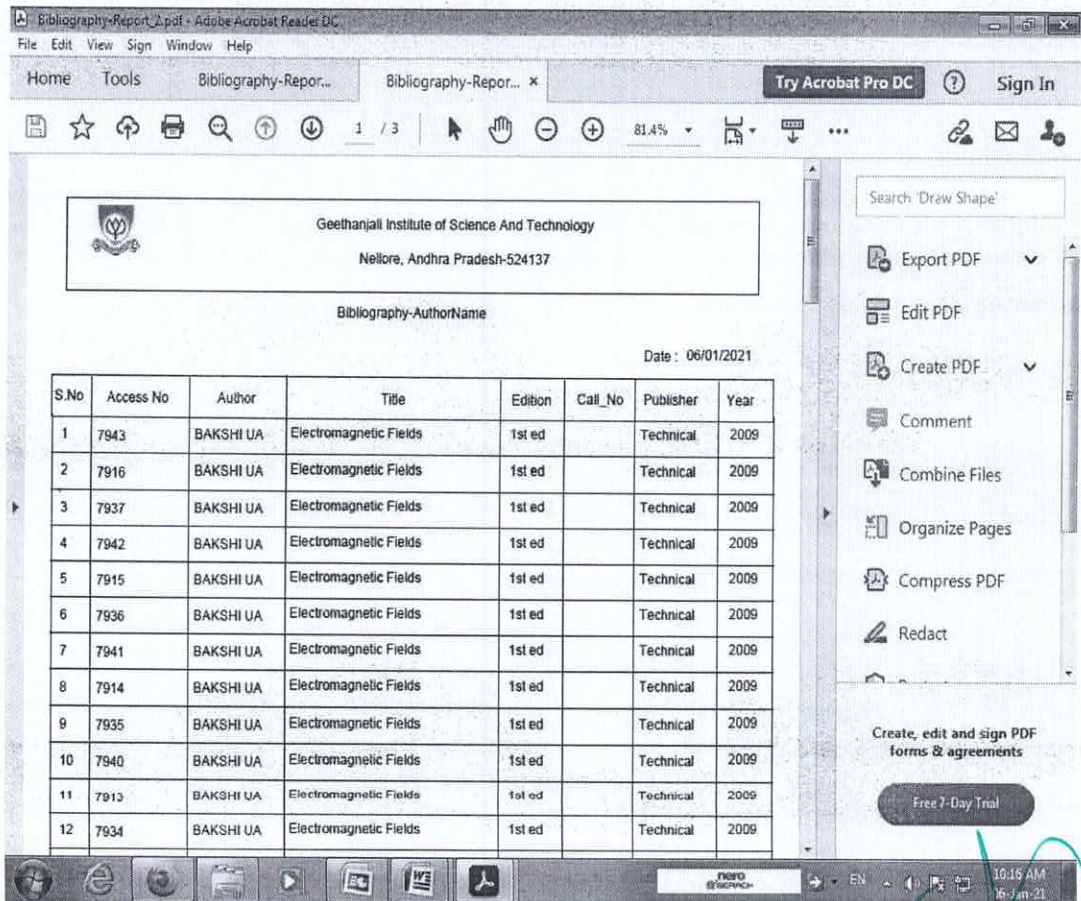 Bibliography-Report_2.pdf - Adobe Acrobat Reader DC
File Edit View Sign Window Help
Home Tools Bibliography-Repor... Bibliography-Repor... × Try Acrobat Pro DC ? Sign In
1 / 3 81.4%
Search 'Draw Shape'
Geethanjali Institute of Science And Technology
Nellore, Andhra Pradesh-524137
Bibliography-AuthorName
Date : 06/01/2021
S.No Access No Author Title Edition Call_No Publisher Year
1 7943 BAKSHI UA Electromagnetic Fields 1st ed Technical 2009
2 7916 BAKSHI UA Electromagnetic Fields 1st ed Technical 2009
3 7937 BAKSHI UA Electromagnetic Fields 1st ed Technical 2009
4 7942 BAKSHI UA Electromagnetic Fields 1st ed Technical 2009
5 7915 BAKSHI UA Electromagnetic Fields 1st ed Technical 2009
6 7936 BAKSHI UA Electromagnetic Fields 1st ed Technical 2009
7 7941 BAKSHI UA Electromagnetic Fields 1st ed Technical 2009
8 7914 BAKSHI UA Electromagnetic Fields 1st ed Technical 2009
9 7935 BAKSHI UA Electromagnetic Fields 1st ed Technical 2009
10 7940 BAKSHI UA Electromagnetic Fields 1st ed Technical 2009
11 7913 BAKSHI UA Electromagnetic Fields 1st ed Technical 2009
12 7934 BAKSHI UA Electromagnetic Fields 1st ed Technical 2009
Export PDF
Edit PDF
Create PDF
Comment
Combine Files
Organize Pages
Compress PDF
Redact
Create, edit and sign PDF
forms & agreements
Free 7-Day Trial
nero
SEARCH
EN
10:16 AM
06-Jan-21